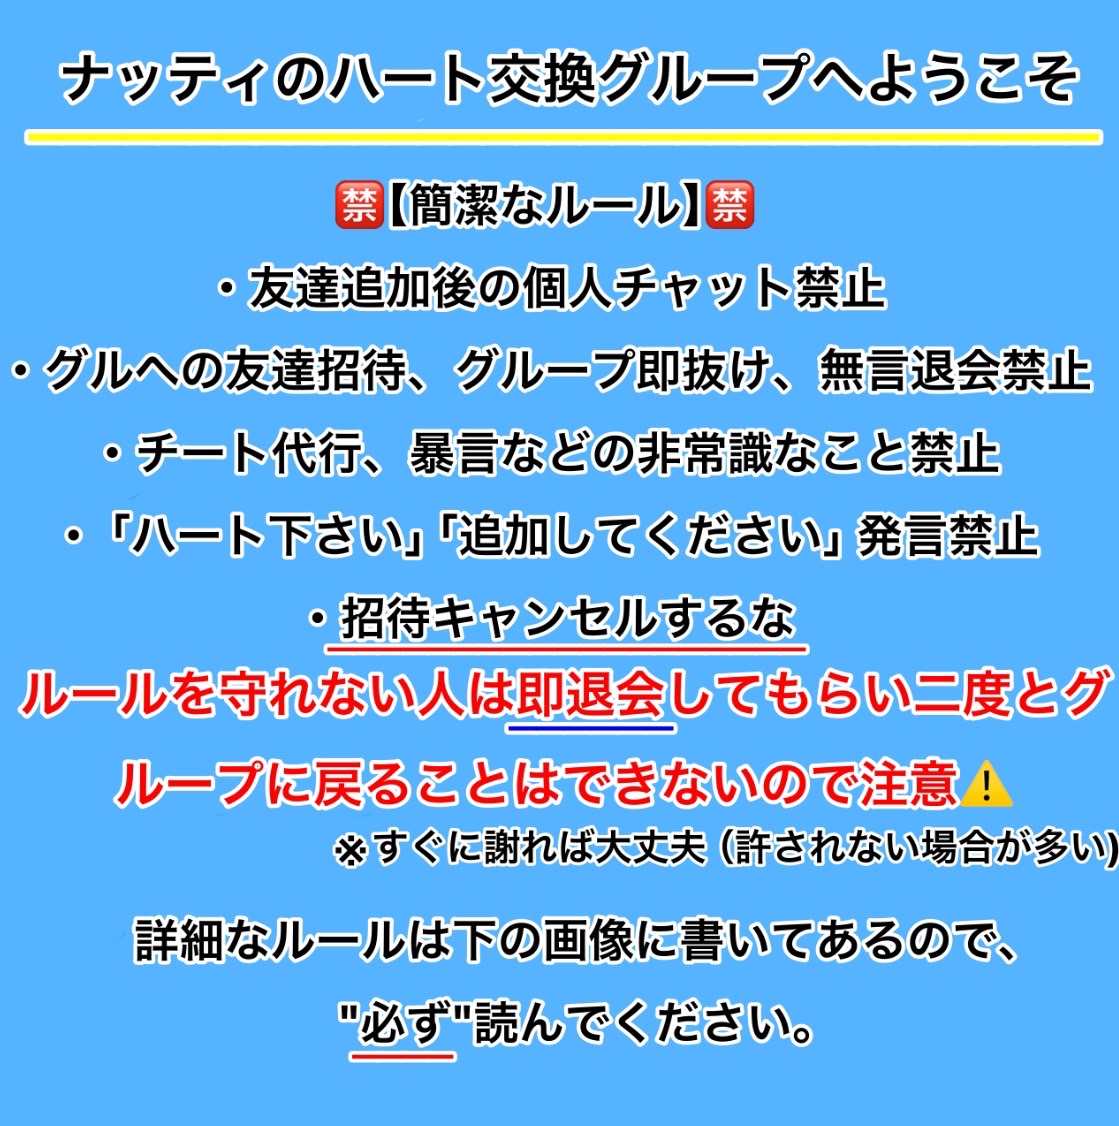 ナッティのハート交換グループへようこそ
🈲【簡潔なルール】🈲
・友達追加後の個人チャット禁止
・グルへの友達招待、グループ即抜け、無言退会禁止
・チート代行、暴言などの非常識なこと禁止
・「ハート下さい」「追加してください」発言禁止
・招待キャンセルするな
ルールを守れない人は即退会してもらい二度とグ
ループに戻ることはできないので注意⚠️
※すぐに謝れば大丈夫（許されない場合が多い)
詳細なルールは下の画像に書いてあるので、
"必ず"読んでください。